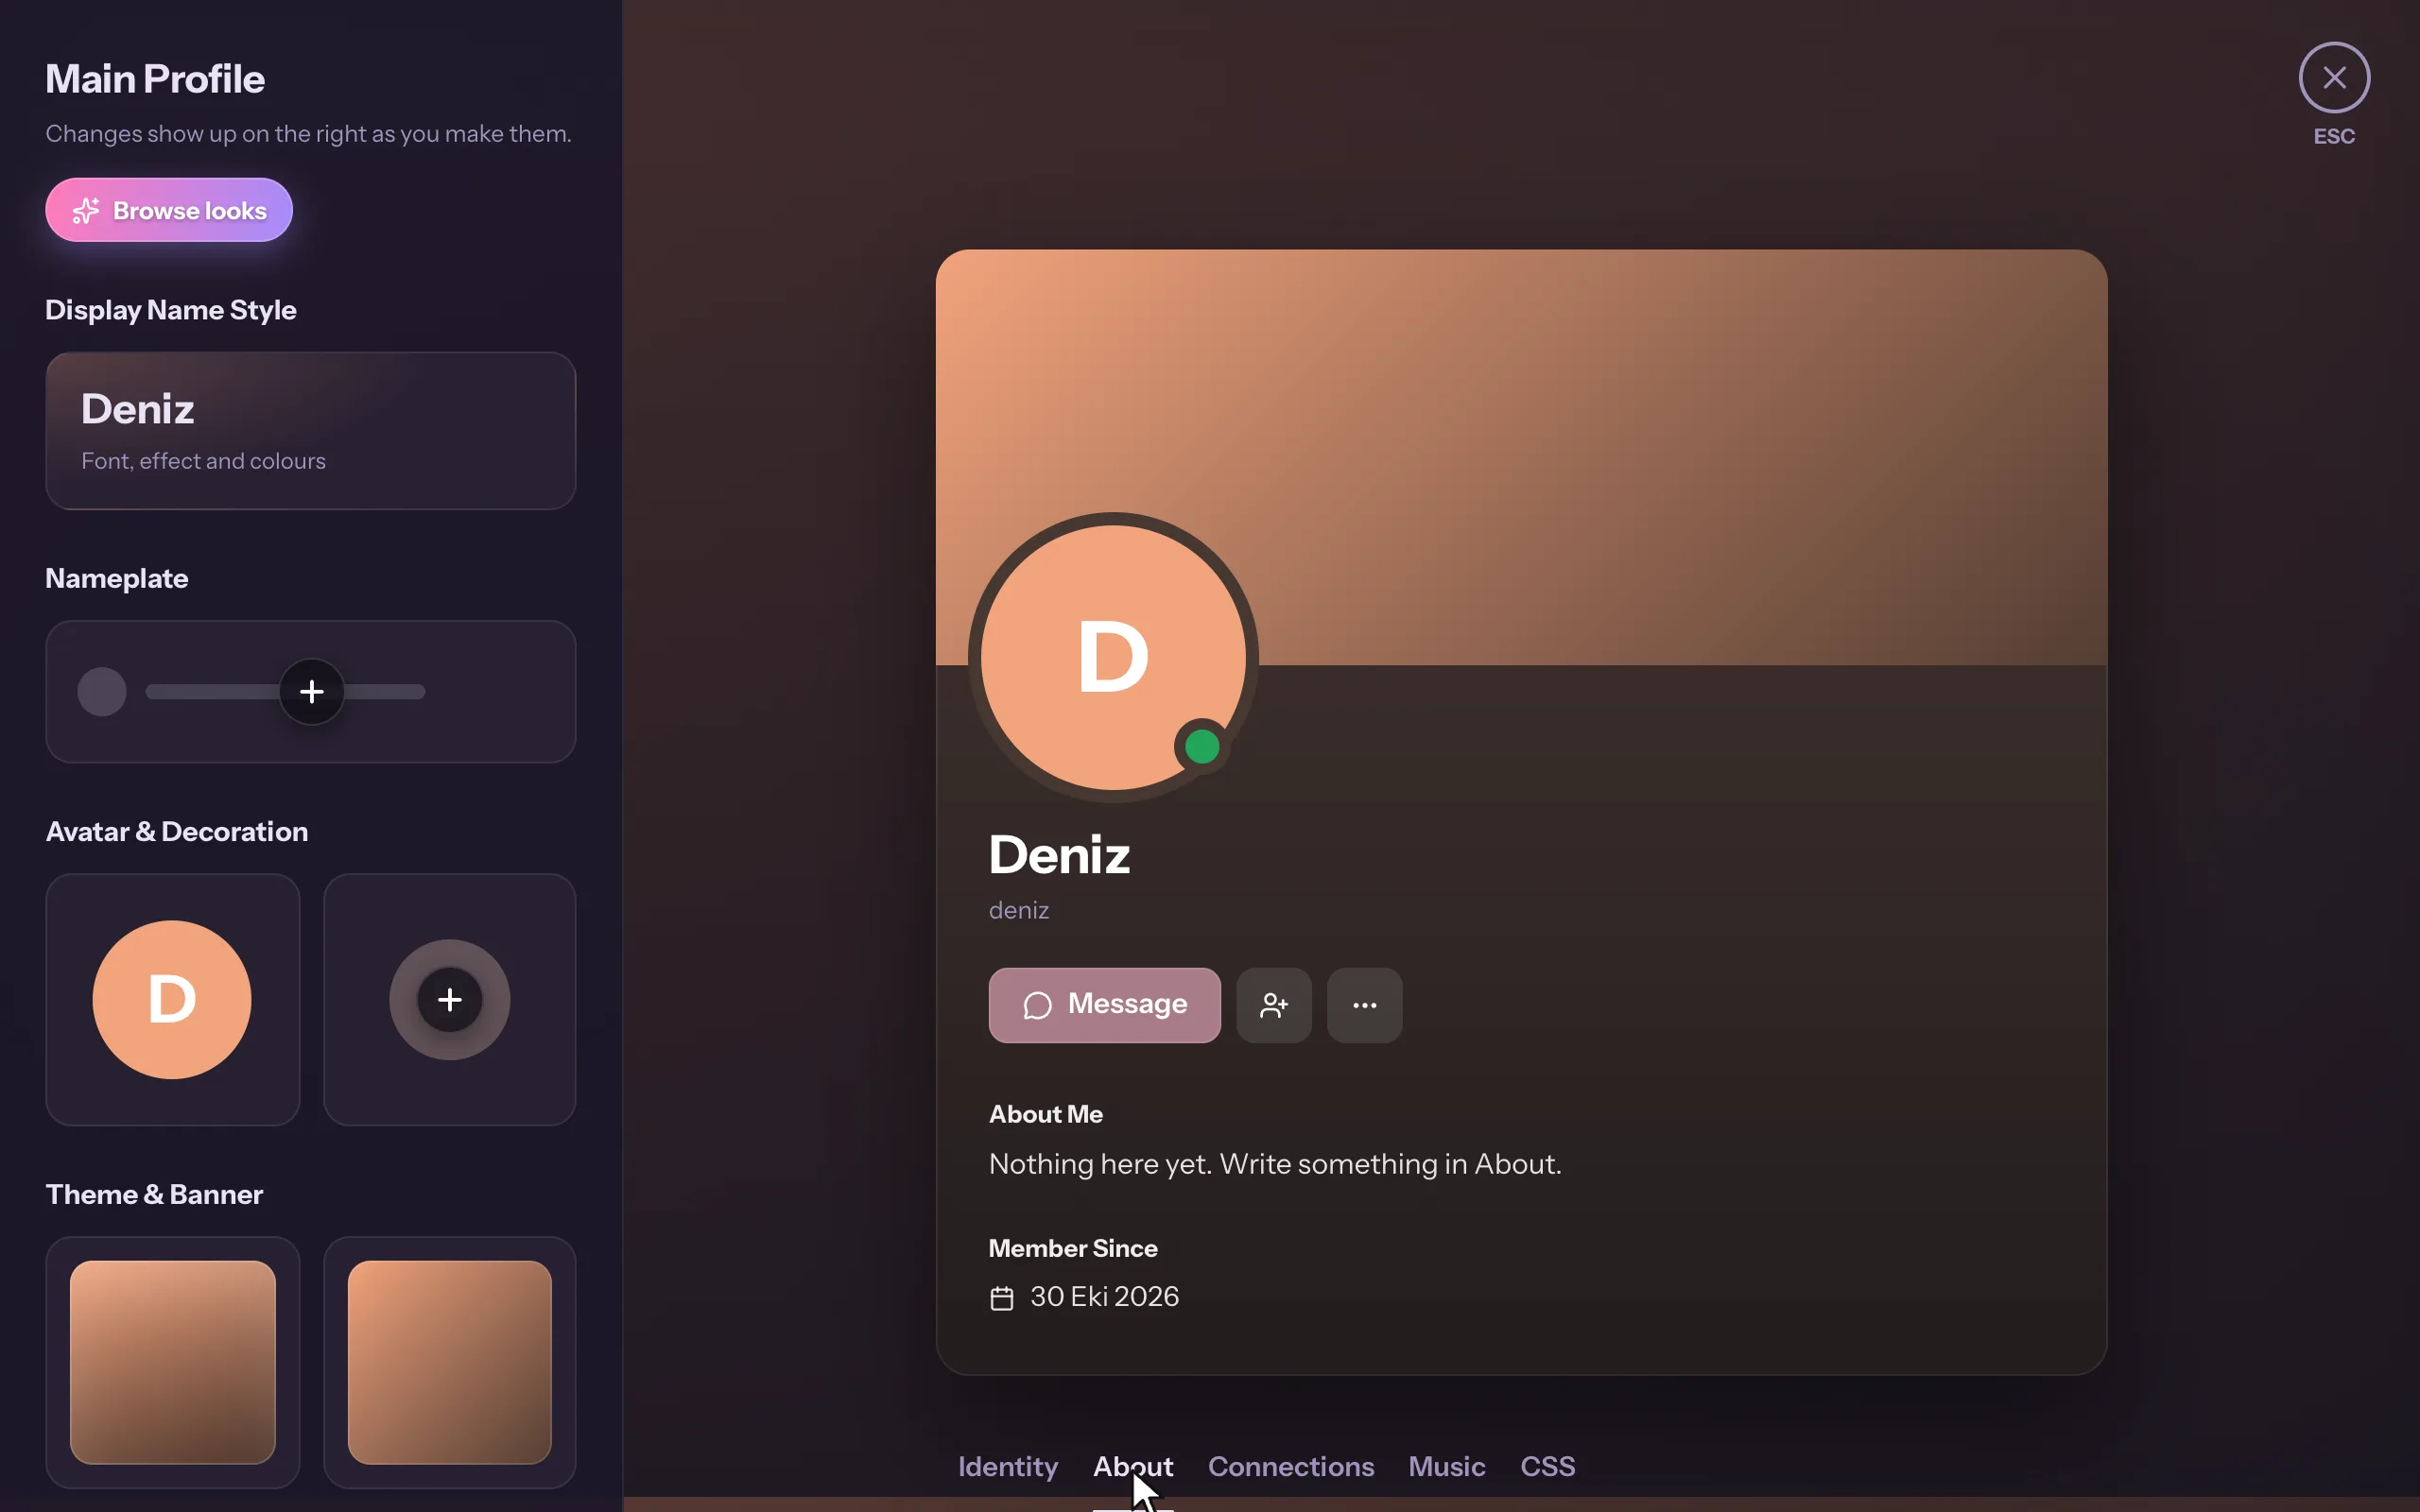 Main Profile
Changes show up on the right as you make them.
Browse looks
Display Name Style
Deniz
Font, effect and colours
Nameplate
Avatar & Decoration
D
Theme & Banner
ESC
D
Deniz
deniz
Message
About Me
Nothing here yet. Write something in About.
Member Since
30 Eki 2026
Identity About Connections Music CSS